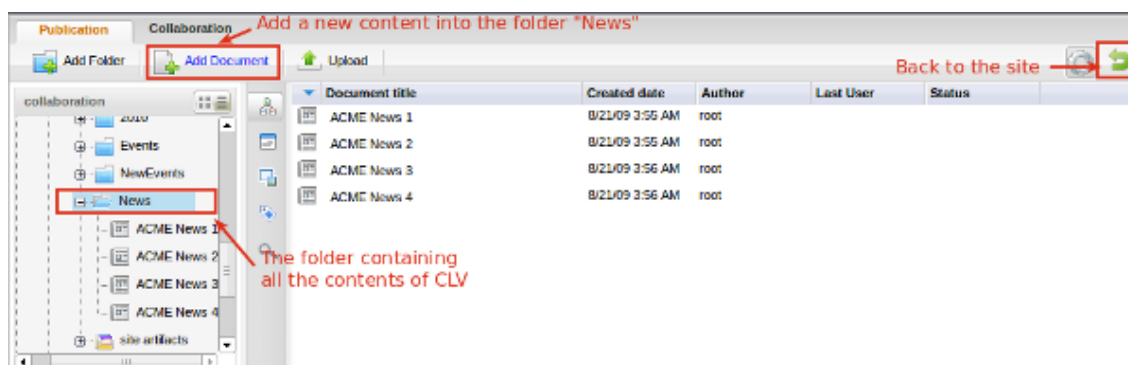 Add a new content into the folder "News"
Publication Collaboration
Add Folder Add Document Upload
Back to the site
collaboration
Document title Created date Author Last User Status
2010
ACME News 1 8/21/09 3:55 AM root
Events
ACME News 2 8/21/09 3:55 AM root
NewEvents
ACME News 3 8/21/09 3:56 AM root
News
ACME News 4 8/21/09 3:56 AM root
ACME News 1
ACME News 2
The folder containing
all the contents of CLV
ACME News 3
ACME News 4
site artifacts